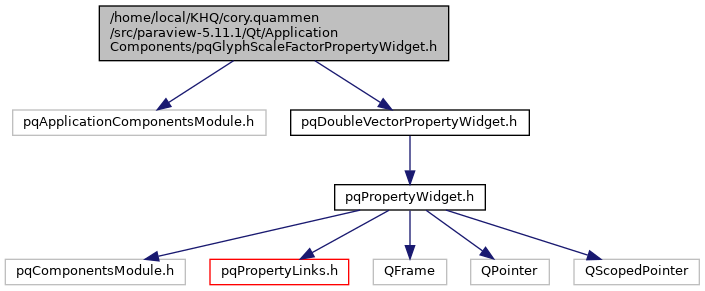 /home/local/KHQ/cory.quammen
/src/paraview-5.11.1/Qt/Application
Components/pqGlyphScaleFactorPropertyWidget.h
pqApplicationComponentsModule.h
pqDoubleVectorPropertyWidget.h
pqPropertyWidget.h
pqComponentsModule.h
pqPropertyLinks.h
QFrame
QPointer
QScopedPointer